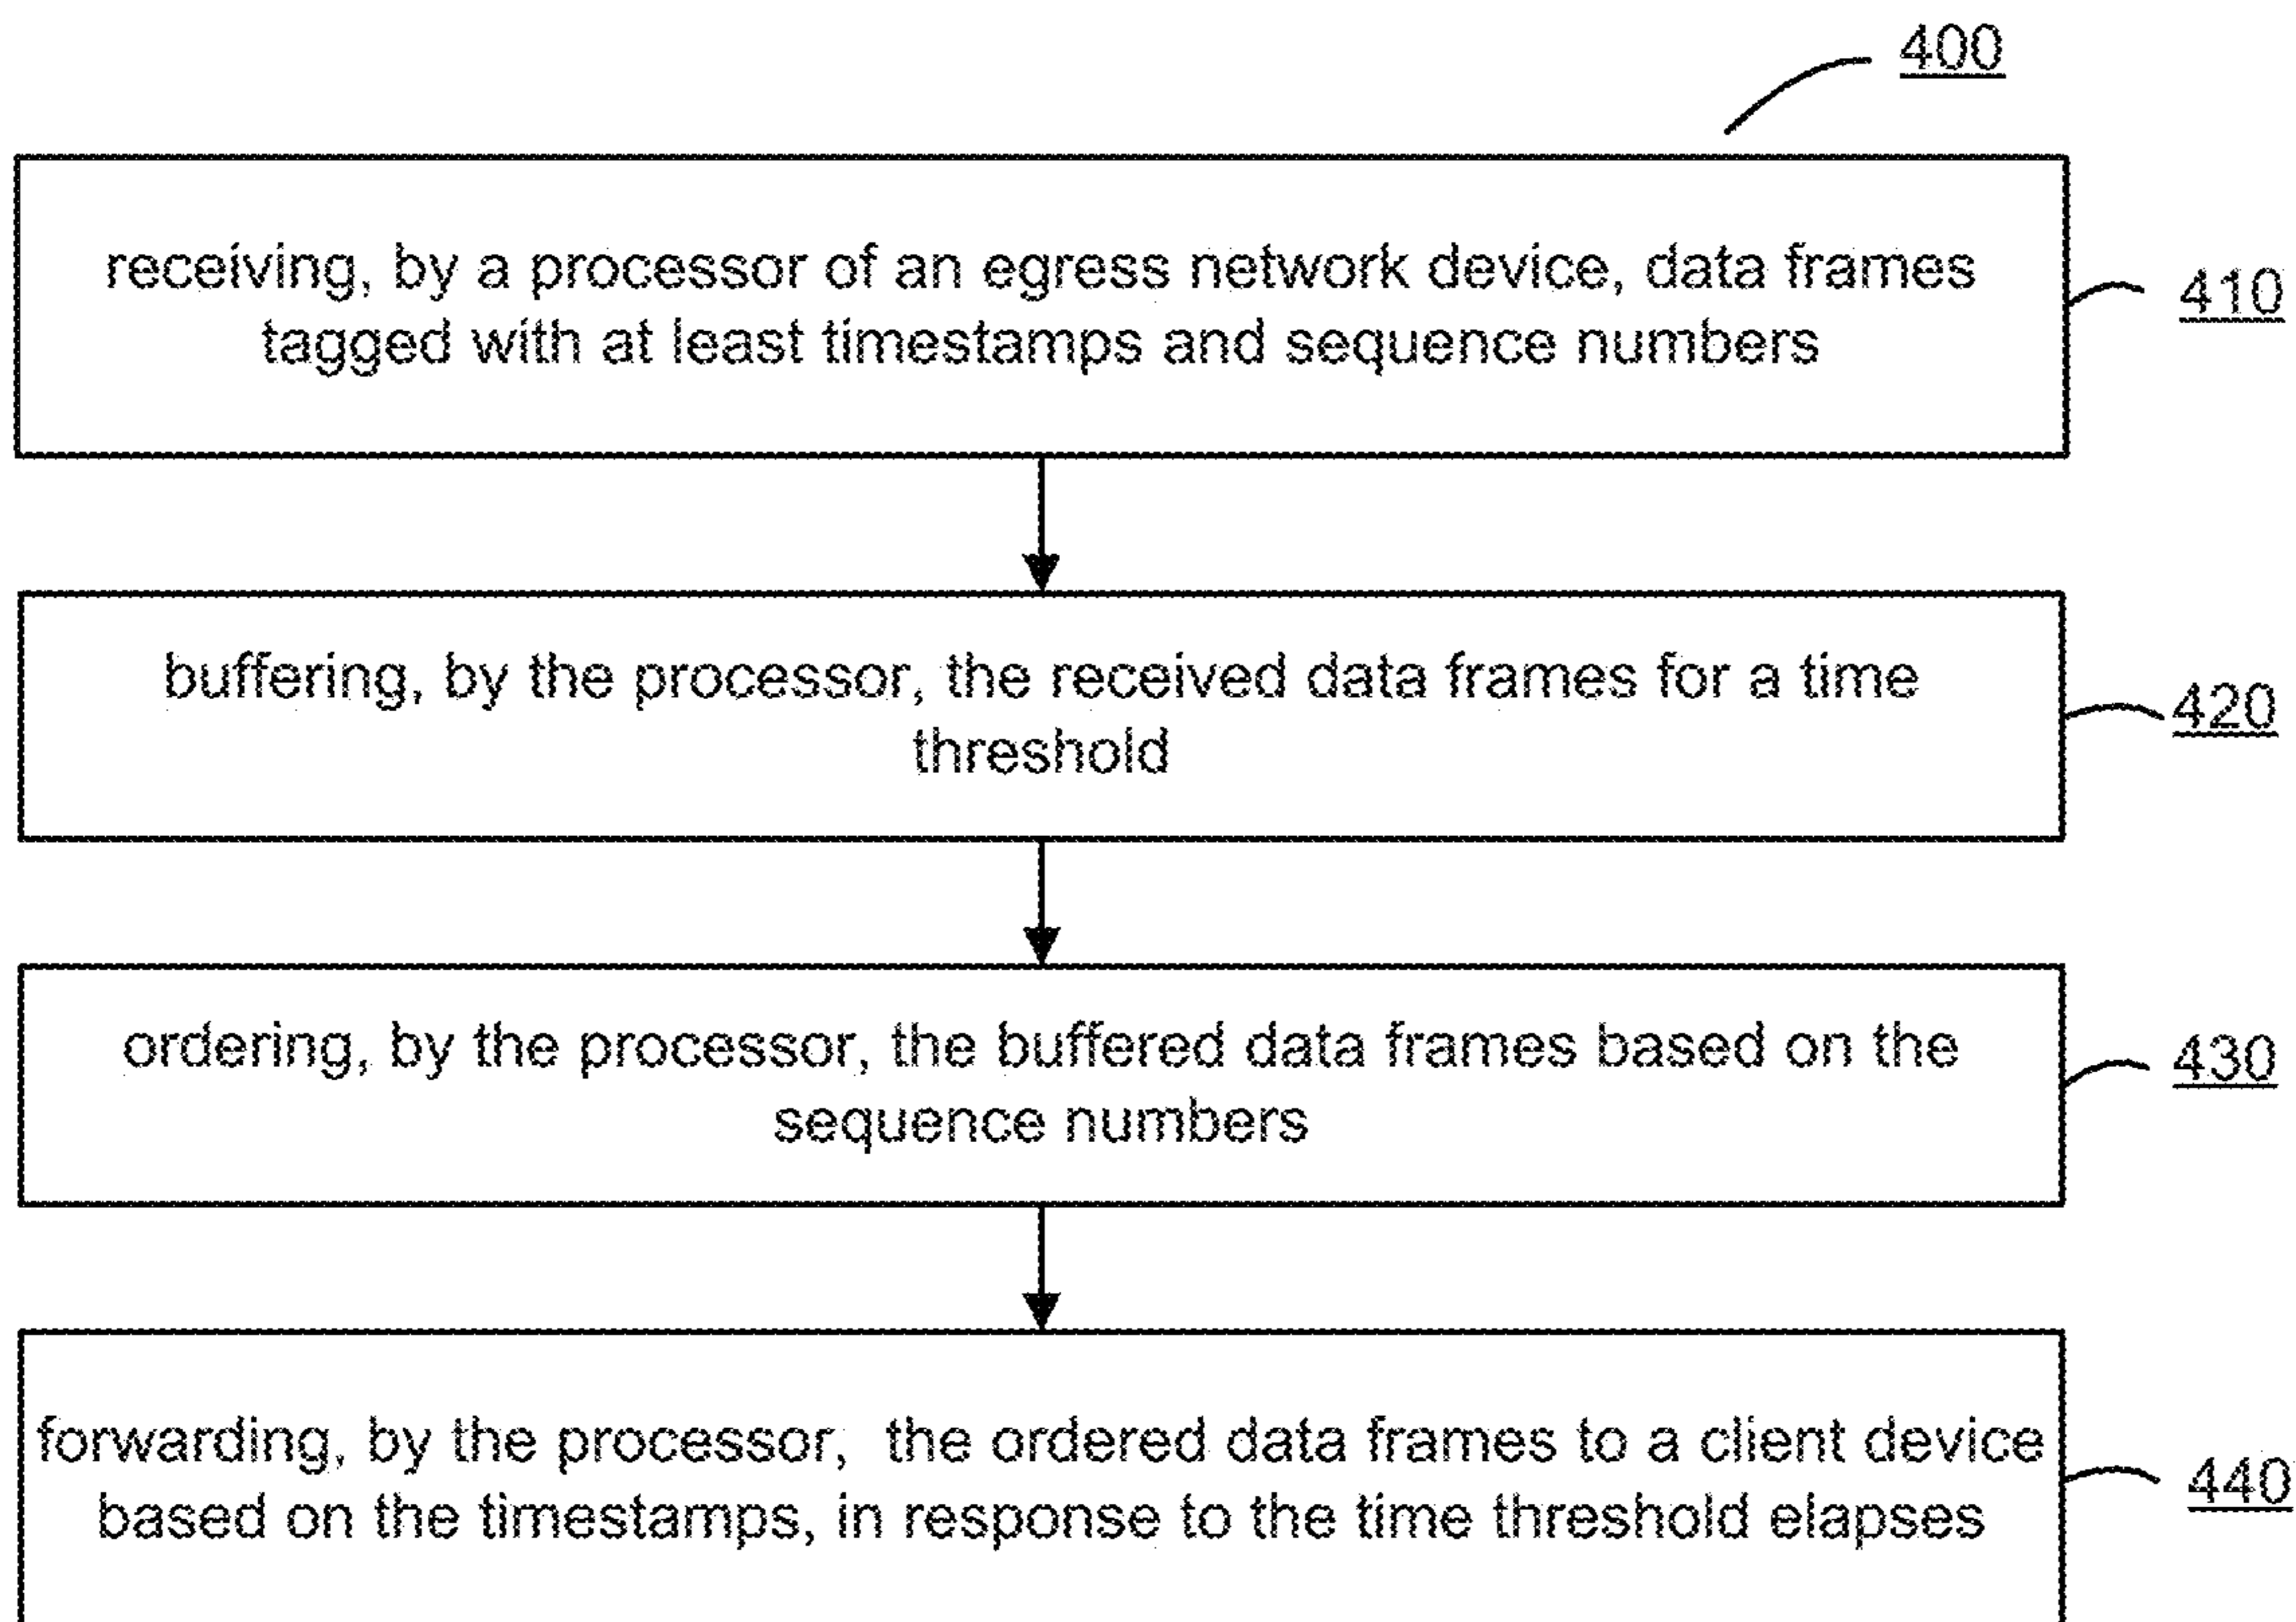 400
receiving, by a processor of an egress network device, data frames
tagged with at least timestamps and sequence numbers
410
buffering, by the processor, the received data frames for a time
threshold
420
ordering, by the processor, the buffered data frames based on the
sequence numbers
430
forwarding, by the processor, the ordered data frames to a client device
based on the timestamps, in response to the time threshold elapses
440